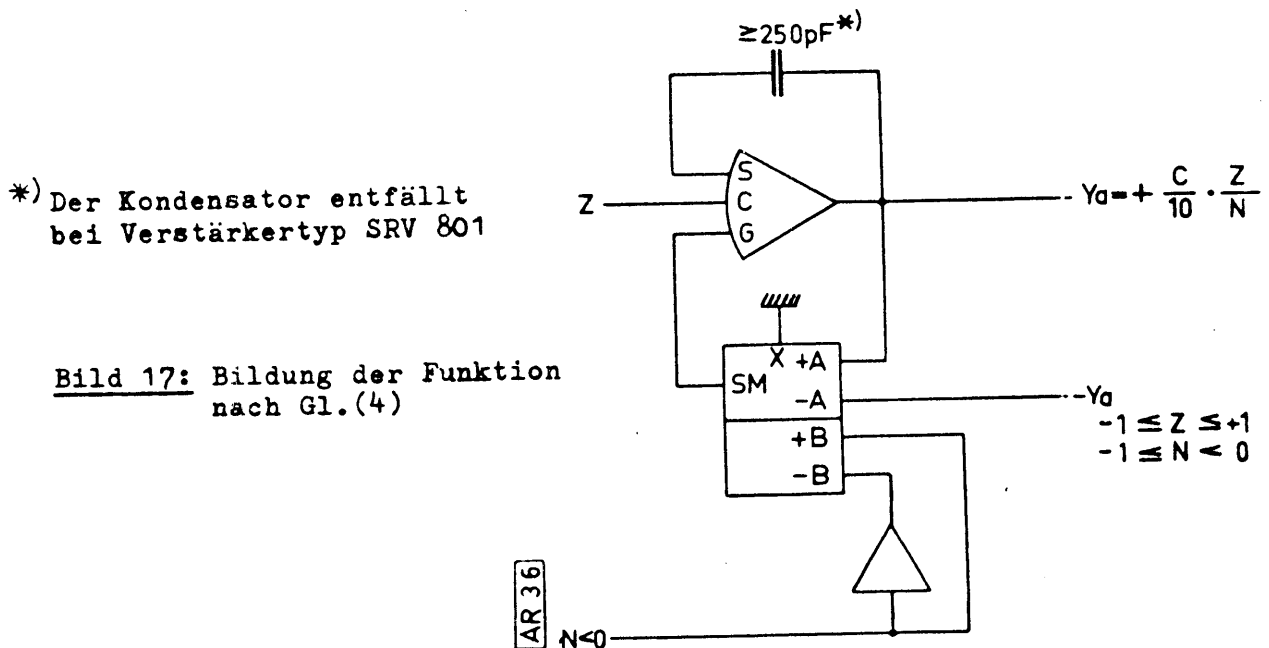 ≥250pF*)
*) Der Kondensator entfällt
bei Verstärkertyp SRV 801
Z
S
C
G
Ya=+ C/10 · Z/N
Bild 17: Bildung der Funktion
nach Gl.(4)
X
+A
SM
-A
-Ya
+B
-B
-1 ≤ Z ≤ +1
-1 ≤ N < 0
AR 36
N<0